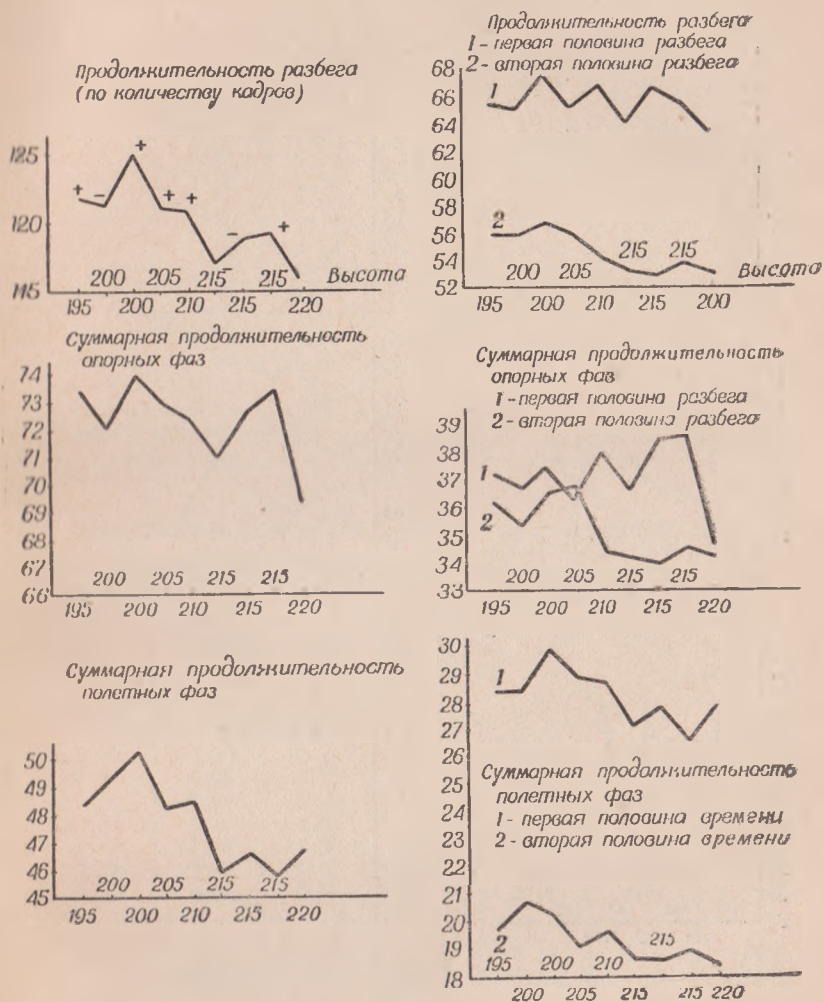 Продолжительность разбега
(по количеству кадров)
125
120
115
+ - + + + - - +
200 205 215 215 Высота
195 200 210 215 220
Суммарная продолжительность
опорных фаз
74
73
72
71
70
69
68
67
66
200 205 215 215
195 200 210 215 220
Суммарная продолжительность
полетных фаз
50
49
48
47
46
45
200 205 215 215
195 200 210 215 220
Продолжительность разбега
1 - первая половина разбега
2 - вторая половина разбега
68
66
64
62
60
58
56
54
52
1
2
215 215
200 205 Высота
195 200 210 215 200
Суммарная продолжительность
опорных фаз
1 - первая половина разбега
2 - вторая половина разбега
39
38
37
36
35
34
33
1
2
200 205 215 215
195 200 210 215 220
30
29
28
27
26
25
24
23
22
21
20
19
18
1
Суммарная продолжительность
полетных фаз
1 - первая половина времени
2 - вторая половина времени
2
215
195 200 210
200 205 215 215 220